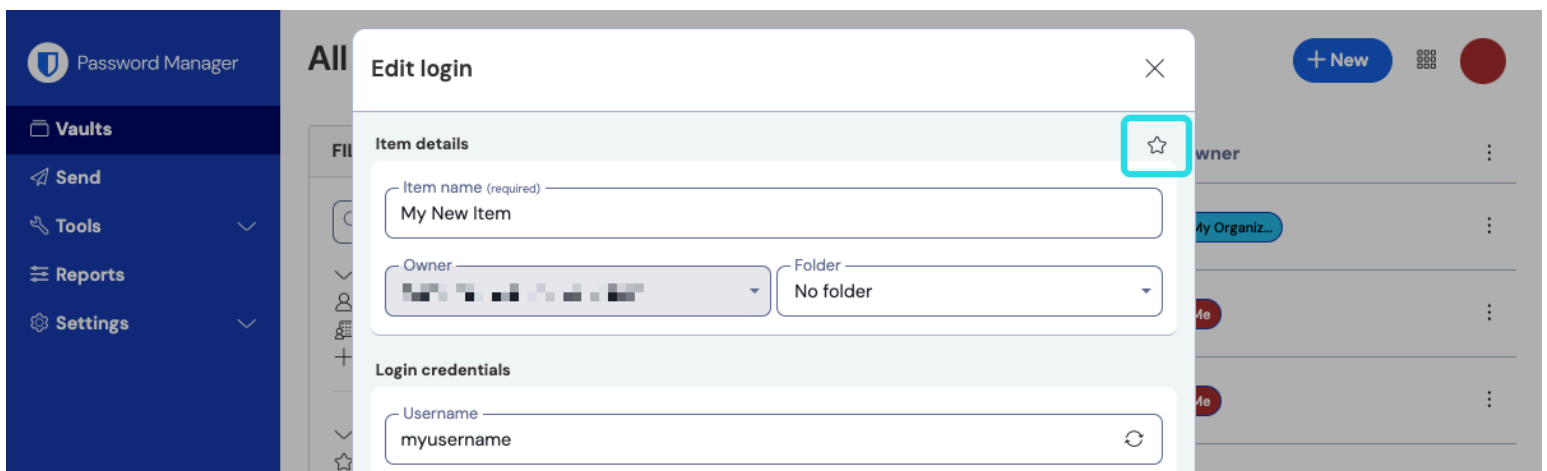 Password Manager
Vaults
Send
Tools
Reports
Settings
All
+ New
FIL
wner
My Organiz...
Me
Me
Edit login
Item details
Item name (required)
My New Item
Owner
Folder
No folder
Login credentials
Username
myusername